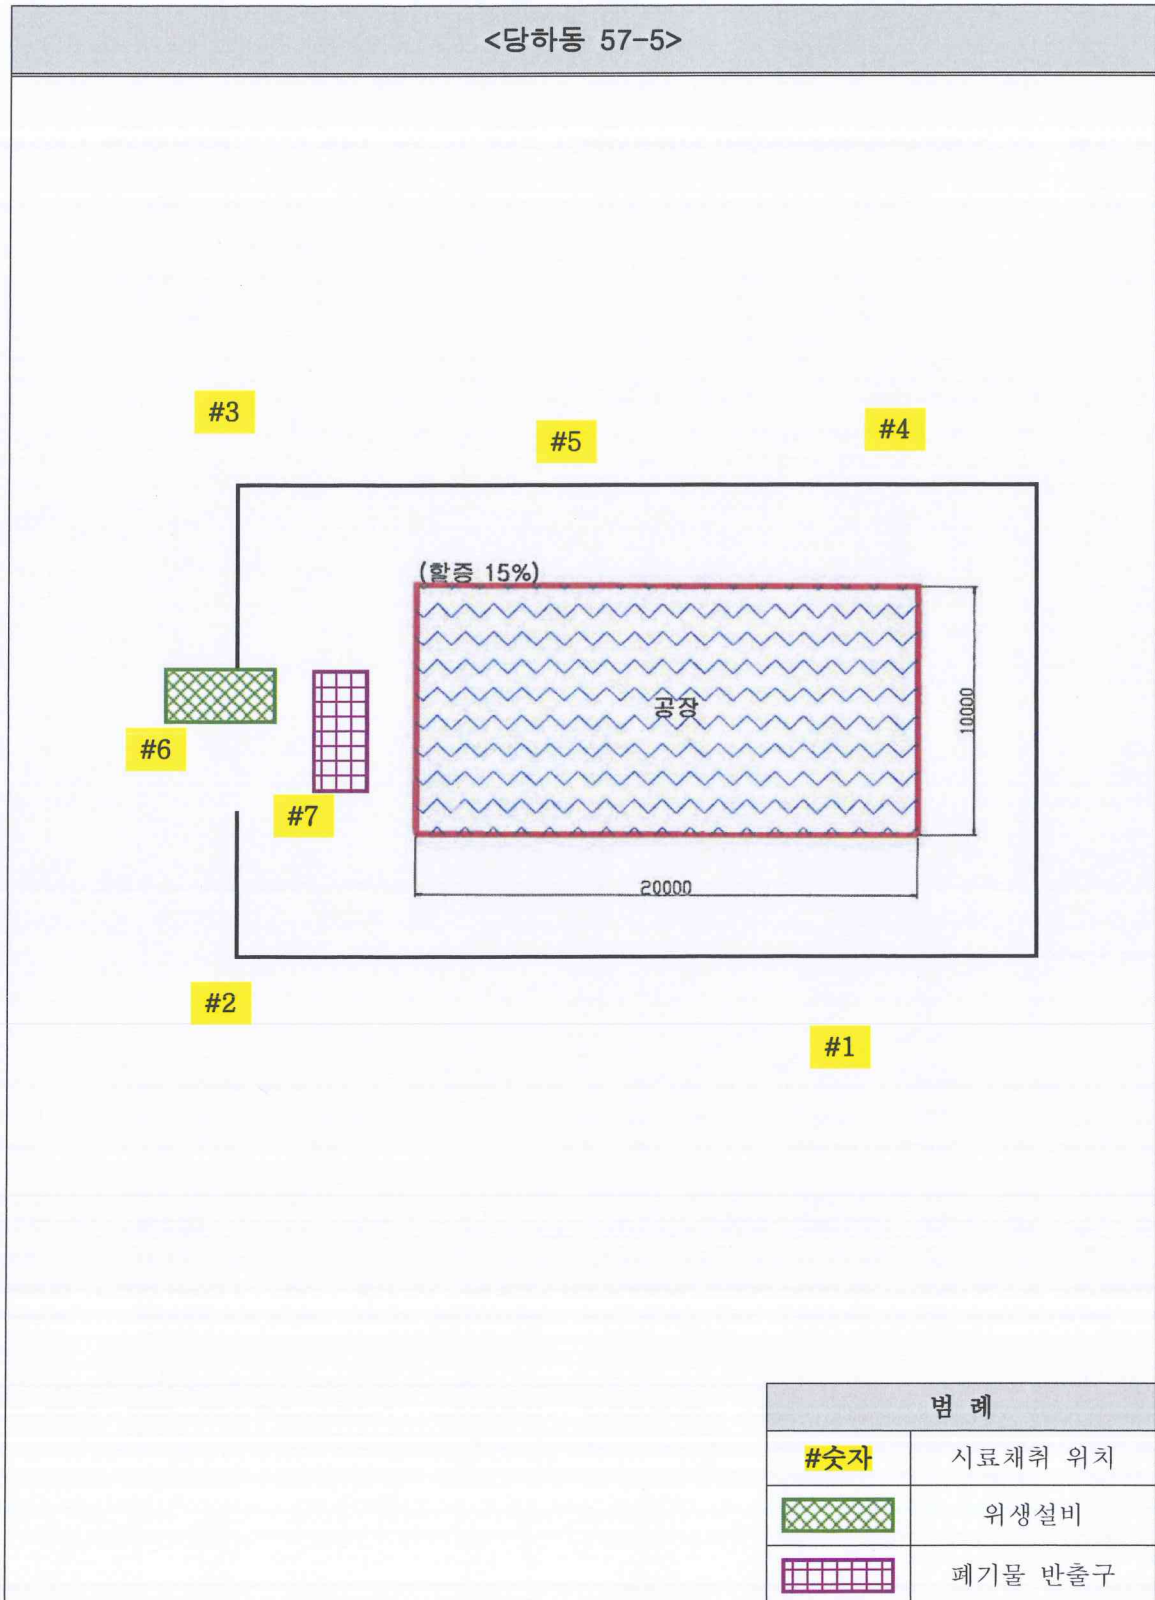 <당하동 57-5>
#3
#5
#4
(할증 15%)
공장
10000
#6
#7
20000
#2
#1
범 례
#숫자 시료채취 위치
위생설비
폐기물 반출구